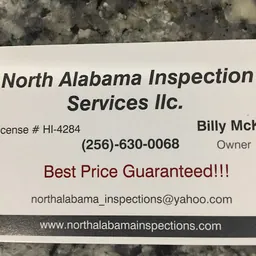 North Alabama Inspection
Services llc.
cense # HI-4284
Billy McK
(256)-630-0068
Owner
Best Price Guaranteed!!!
northalabama_inspections@yahoo.com
www.northalabamainspections.com